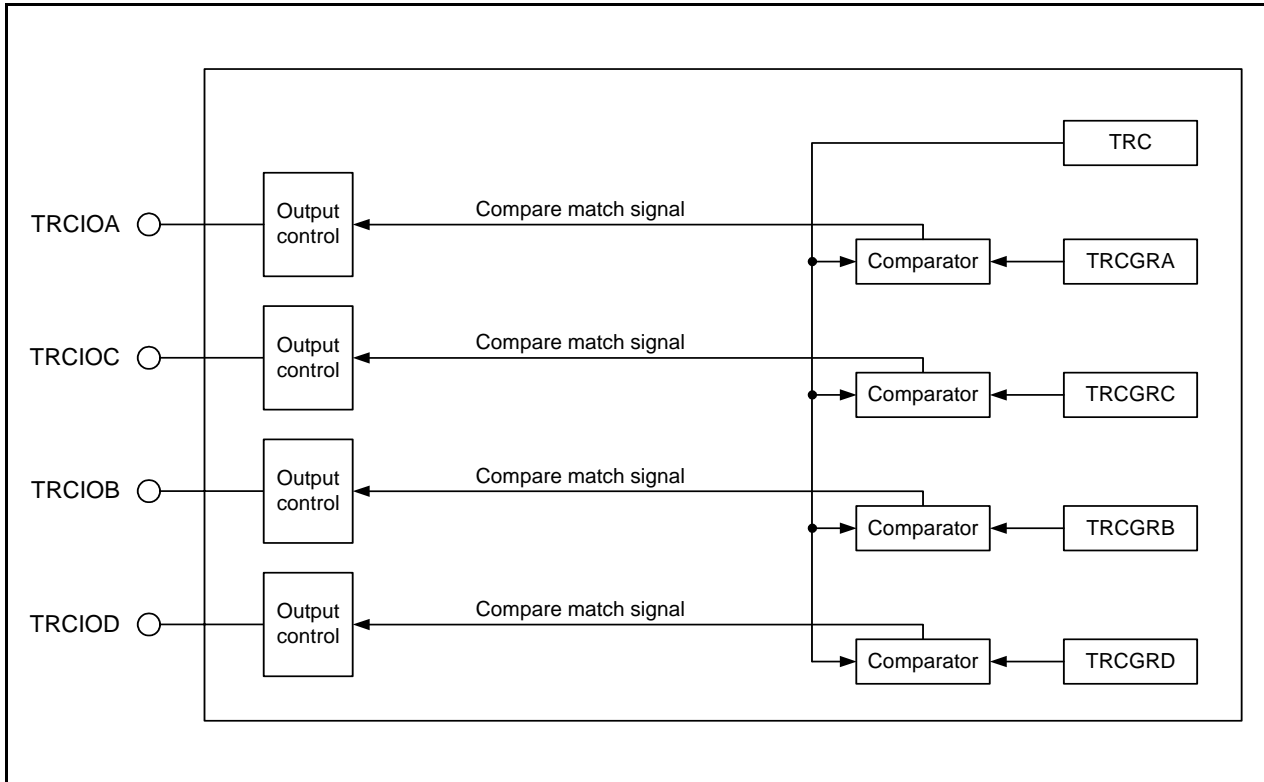 TRC
TRCIOA
Output
control
Compare match signal
Comparator
TRCGRA
TRCIOC
Output
control
Compare match signal
Comparator
TRCGRC
TRCIOB
Output
control
Compare match signal
Comparator
TRCGRB
TRCIOD
Output
control
Compare match signal
Comparator
TRCGRD